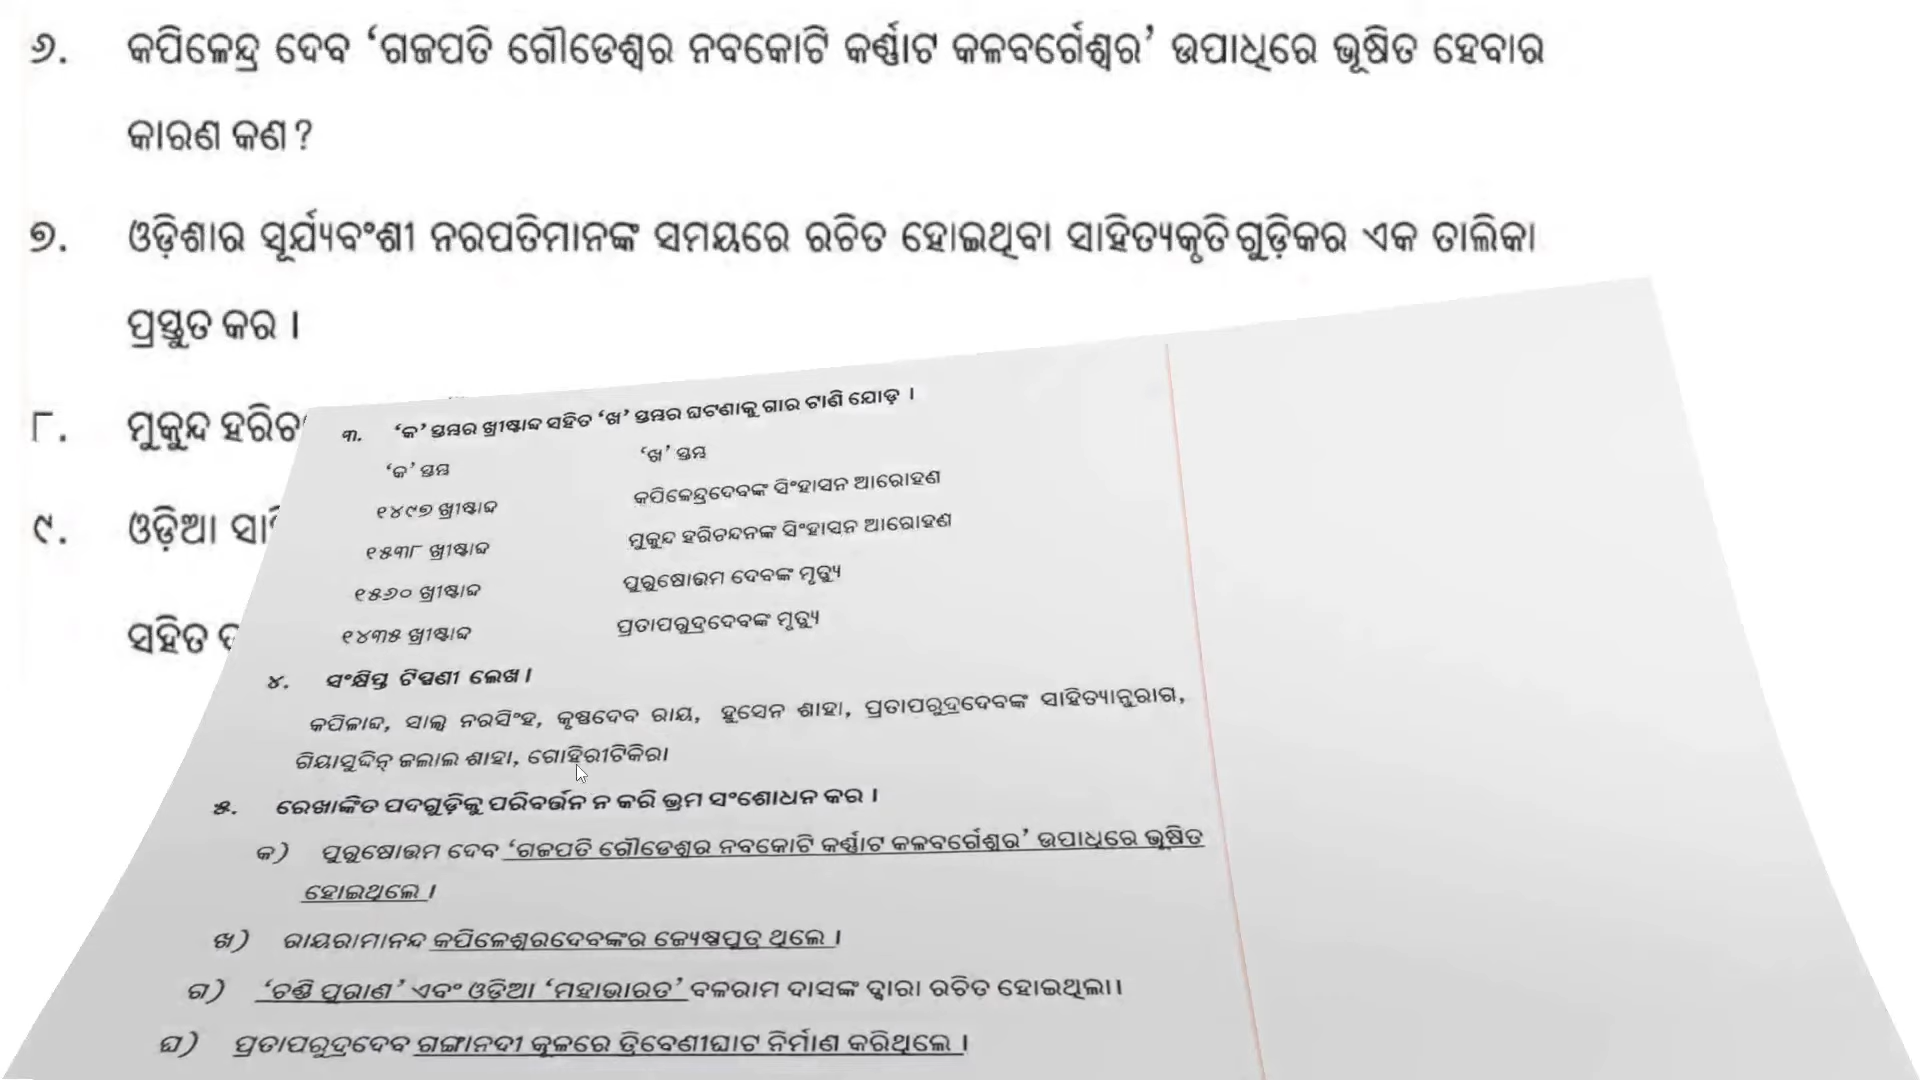 ୬. କପିଳେନ୍ଦ୍ର ଦେବ ‘ଗଜପତି ଗୌଡେଶ୍ୱର ନବକୋଟି କର୍ଣ୍ଣାଟ କଳବର୍ଗେଶ୍ୱର’ ଉପାଧିରେ ଭୂଷିତ ହେବାର
କାରଣ କଣ?
୭. ଓଡ଼ିଶାର ସୂର୍ଯ୍ୟବଂଶୀ ନରପତିମାନଙ୍କ ସମୟରେ ରଚିତ ହୋଇଥିବା ସାହିତ୍ୟକୃତିଗୁଡ଼ିକର ଏକ ତାଲିକା
ପ୍ରସ୍ତୁତ କର ।
୮. ମୁକୁନ୍ଦ
୯. ଓଡ଼ିଆ
ସହିତ
୩. ‘କ’ ସ୍ତମ୍ଭର ଖ୍ରୀଷ୍ଟାବ୍ଦ ସହିତ ‘ଖ’ ସ୍ତମ୍ଭର ଘଟଣାକୁ ଗାର ଟାଣି ଯୋଡ଼ ।
‘କ’ ସ୍ତମ୍ଭ ‘ଖ’ ସ୍ତମ୍ଭ
୧୪୯୭ ଖ୍ରୀଷ୍ଟାବ୍ଦ କପିଳେନ୍ଦ୍ରଦେବଙ୍କ ସିଂହାସନ ଆରୋହଣ
୧୫୩୮ ଖ୍ରୀଷ୍ଟାବ୍ଦ ମୁକୁନ୍ଦ ହରିଚନ୍ଦନଙ୍କ ସିଂହାସନ ଆରୋହଣ
୧୫୬୦ ଖ୍ରୀଷ୍ଟାବ୍ଦ ପୁରୁଷୋତ୍ତମ ଦେବଙ୍କ ମୃତ୍ୟୁ
୧୪୩୫ ଖ୍ରୀଷ୍ଟାବ୍ଦ ପ୍ରତାପରୁଦ୍ରଦେବଙ୍କ ମୃତ୍ୟୁ
୪. ସଂକ୍ଷିପ୍ତ ଟିପ୍ପଣୀ ଲେଖ ।
କପିଳାବ୍ଦ, ସାଲ୍ୱ ନରସିଂହ, କୃଷ୍ଣଦେବ ରାୟ, ହୁସେନ ଶାହା, ପ୍ରତାପରୁଦ୍ରଦେବଙ୍କ ସାହିତ୍ୟାନୁରାଗ,
ଗିୟାସୁଦ୍ଦିନ୍ ଜଲାଲ ଶାହା, ଗୋହିରୀଟିକିରା
୫. ରେଖାଙ୍କିତ ପଦଗୁଡ଼ିକୁ ପରିବର୍ତ୍ତନ ନ କରି ଭ୍ରମ ସଂଶୋଧନ କର ।
କ) ପୁରୁଷୋତ୍ତମ ଦେବ ‘ଗଜପତି ଗୌଡେଶ୍ୱର ନବକୋଟି କର୍ଣ୍ଣାଟ କଳବର୍ଗେଶ୍ୱର’ ଉପାଧିରେ ଭୂଷିତ
ହୋଇଥିଲେ ।
ଖ) ରାୟରାମାନନ୍ଦ କପିଳେଶ୍ୱରଦେବଙ୍କର ଜ୍ୟେଷ୍ଠପୁତ୍ର ଥିଲେ ।
ଗ) ‘ଚଣ୍ଡି ପୁରାଣ’ ଏବଂ ଓଡ଼ିଆ ‘ମହାଭାରତ’ ବଳରାମ ଦାସଙ୍କ ଦ୍ୱାରା ରଚିତ ହୋଇଥିଲା ।
ଘ) ପ୍ରତାପରୁଦ୍ରଦେବ ଗଙ୍ଗାନଦୀ କୂଳରେ ତ୍ରିବେଣୀଘାଟ ନିର୍ମାଣ କରିଥିଲେ ।